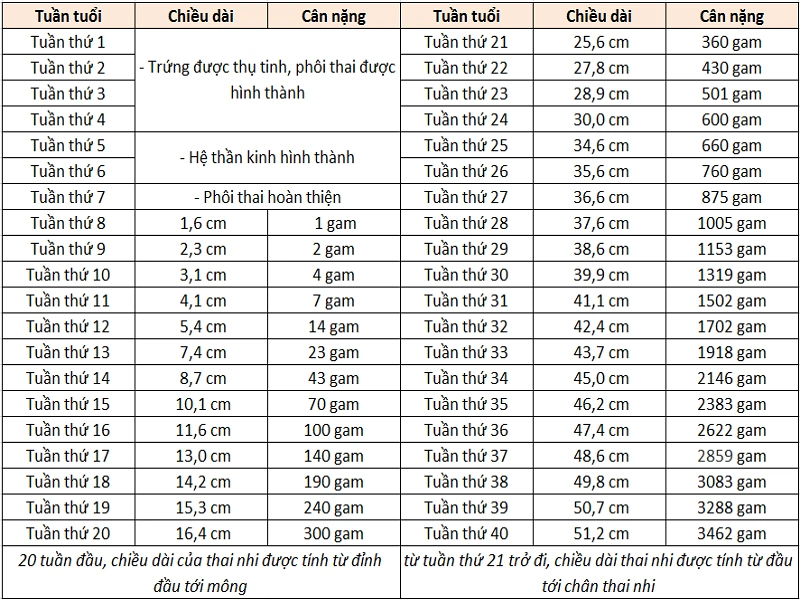 Tuần tuổi Chiều dài Cân nặng Tuần tuổi Chiều dài Cân nặng
Tuần thứ 1 Tuần thứ 21 25,6 cm 360 gam
Tuần thứ 2 - Trứng được thụ tinh, phôi thai được Tuần thứ 22 27,8 cm 430 gam
Tuần thứ 3 hình thành Tuần thứ 23 28,9 cm 501 gam
Tuần thứ 4 Tuần thứ 24 30,0 cm 600 gam
Tuần thứ 5 Tuần thứ 25 34,6 cm 660 gam
- Hệ thần kinh hình thành
Tuần thứ 6 Tuần thứ 26 35,6 cm 760 gam
Tuần thứ 7 - Phôi thai hoàn thiện Tuần thứ 27 36,6 cm 875 gam
Tuần thứ 8 1,6 cm 1 gam Tuần thứ 28 37,6 cm 1005 gam
Tuần thứ 9 2,3 cm 2 gam Tuần thứ 29 38,6 cm 1153 gam
Tuần thứ 10 3,1 cm 4 gam Tuần thứ 30 39,9 cm 1319 gam
Tuần thứ 11 4,1 cm 7 gam Tuần thứ 31 41,1 cm 1502 gam
Tuần thứ 12 5,4 cm 14 gam Tuần thứ 32 42,4 cm 1702 gam
Tuần thứ 13 7,4 cm 23 gam Tuần thứ 33 43,7 cm 1918 gam
Tuần thứ 14 8,7 cm 43 gam Tuần thứ 34 45,0 cm 2146 gam
Tuần thứ 15 10,1 cm 70 gam Tuần thứ 35 46,2 cm 2383 gam
Tuần thứ 16 11,6 cm 100 gam Tuần thứ 36 47,4 cm 2622 gam
Tuần thứ 17 13,0 cm 140 gam Tuần thứ 37 48,6 cm 2859 gam
Tuần thứ 18 14,2 cm 190 gam Tuần thứ 38 49,8 cm 3083 gam
Tuần thứ 19 15,3 cm 240 gam Tuần thứ 39 50,7 cm 3288 gam
Tuần thứ 20 16,4 cm 300 gam Tuần thứ 40 51,2 cm 3462 gam
20 tuần đầu, chiều dài của thai nhi được tính từ đỉnh
đầu tới mông
từ tuần thứ 21 trở đi, chiều dài thai nhi được tính từ đầu
tới chân thai nhi